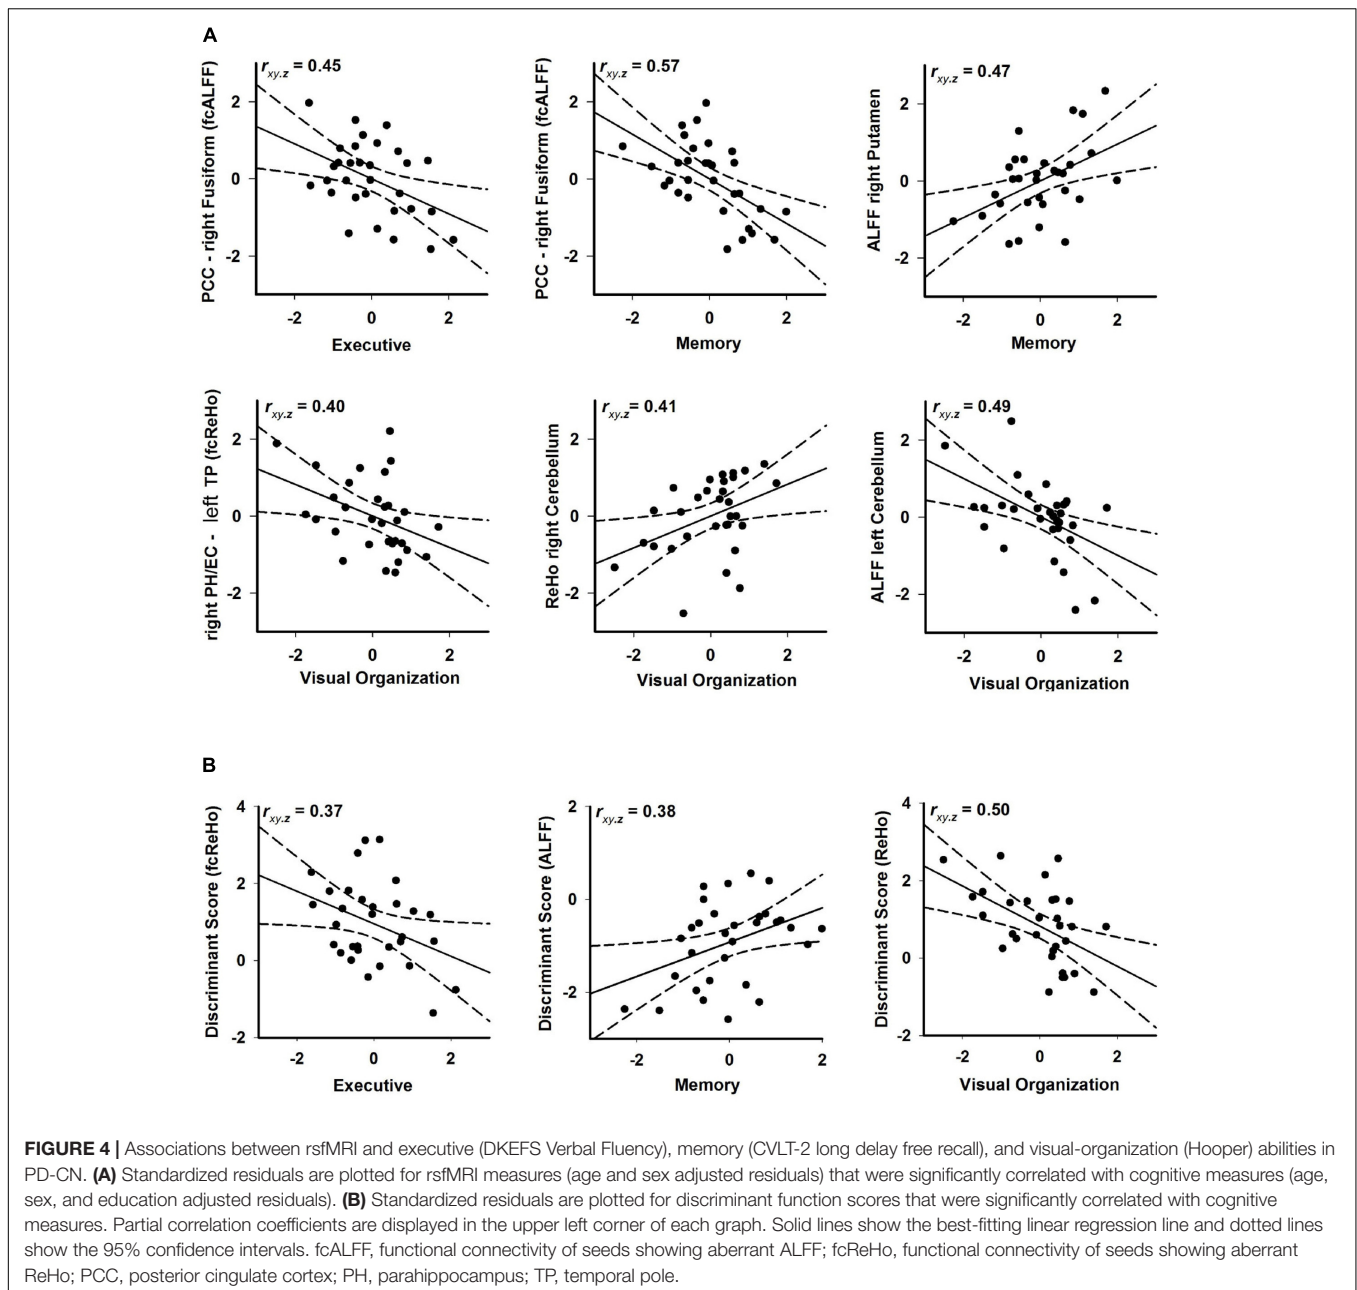 A
r xy.z = 0.45
PCC - right Fusiform (fcALFF)
2
0
-2
-2 0 2
Executive
r xy.z = 0.57
PCC - right Fusiform (fcALFF)
2
0
-2
-2 0 2
Memory
r xy.z = 0.47
ALFF right Putamen
2
0
-2
-2 0 2
Memory
r xy.z = 0.40
right PH/EC - left TP (fcReHo)
2
0
-2
-2 0 2
Visual Organization
r xy.z = 0.41
ReHo right Cerebellum
2
0
-2
-2 0 2
Visual Organization
r xy.z = 0.49
ALFF left Cerebellum
2
0
-2
-2 0 2
Visual Organization
B
r xy.z = 0.37
Discriminant Score (fcReHo)
4
2
0
-2
-2 0 2
Executive
r xy.z = 0.38
Discriminant Score (ALFF)
2
0
-2
-2 0 2
Memory
r xy.z = 0.50
Discriminant Score (ReHo)
4
2
0
-2
-2 0 2
Visual Organization
FIGURE 4 | Associations between rsfMRI and executive (DKEFS Verbal Fluency), memory (CVLT-2 long delay free recall), and visual-organization (Hooper) abilities in
PD-CN. (A) Standardized residuals are plotted for rsfMRI measures (age and sex adjusted residuals) that were significantly correlated with cognitive measures (age,
sex, and education adjusted residuals). (B) Standardized residuals are plotted for discriminant function scores that were significantly correlated with cognitive
measures. Partial correlation coefficients are displayed in the upper left corner of each graph. Solid lines show the best-fitting linear regression line and dotted lines
show the 95% confidence intervals. fcALFF, functional connectivity of seeds showing aberrant ALFF; fcReHo, functional connectivity of seeds showing aberrant
ReHo; PCC, posterior cingulate cortex; PH, parahippocampus; TP, temporal pole.